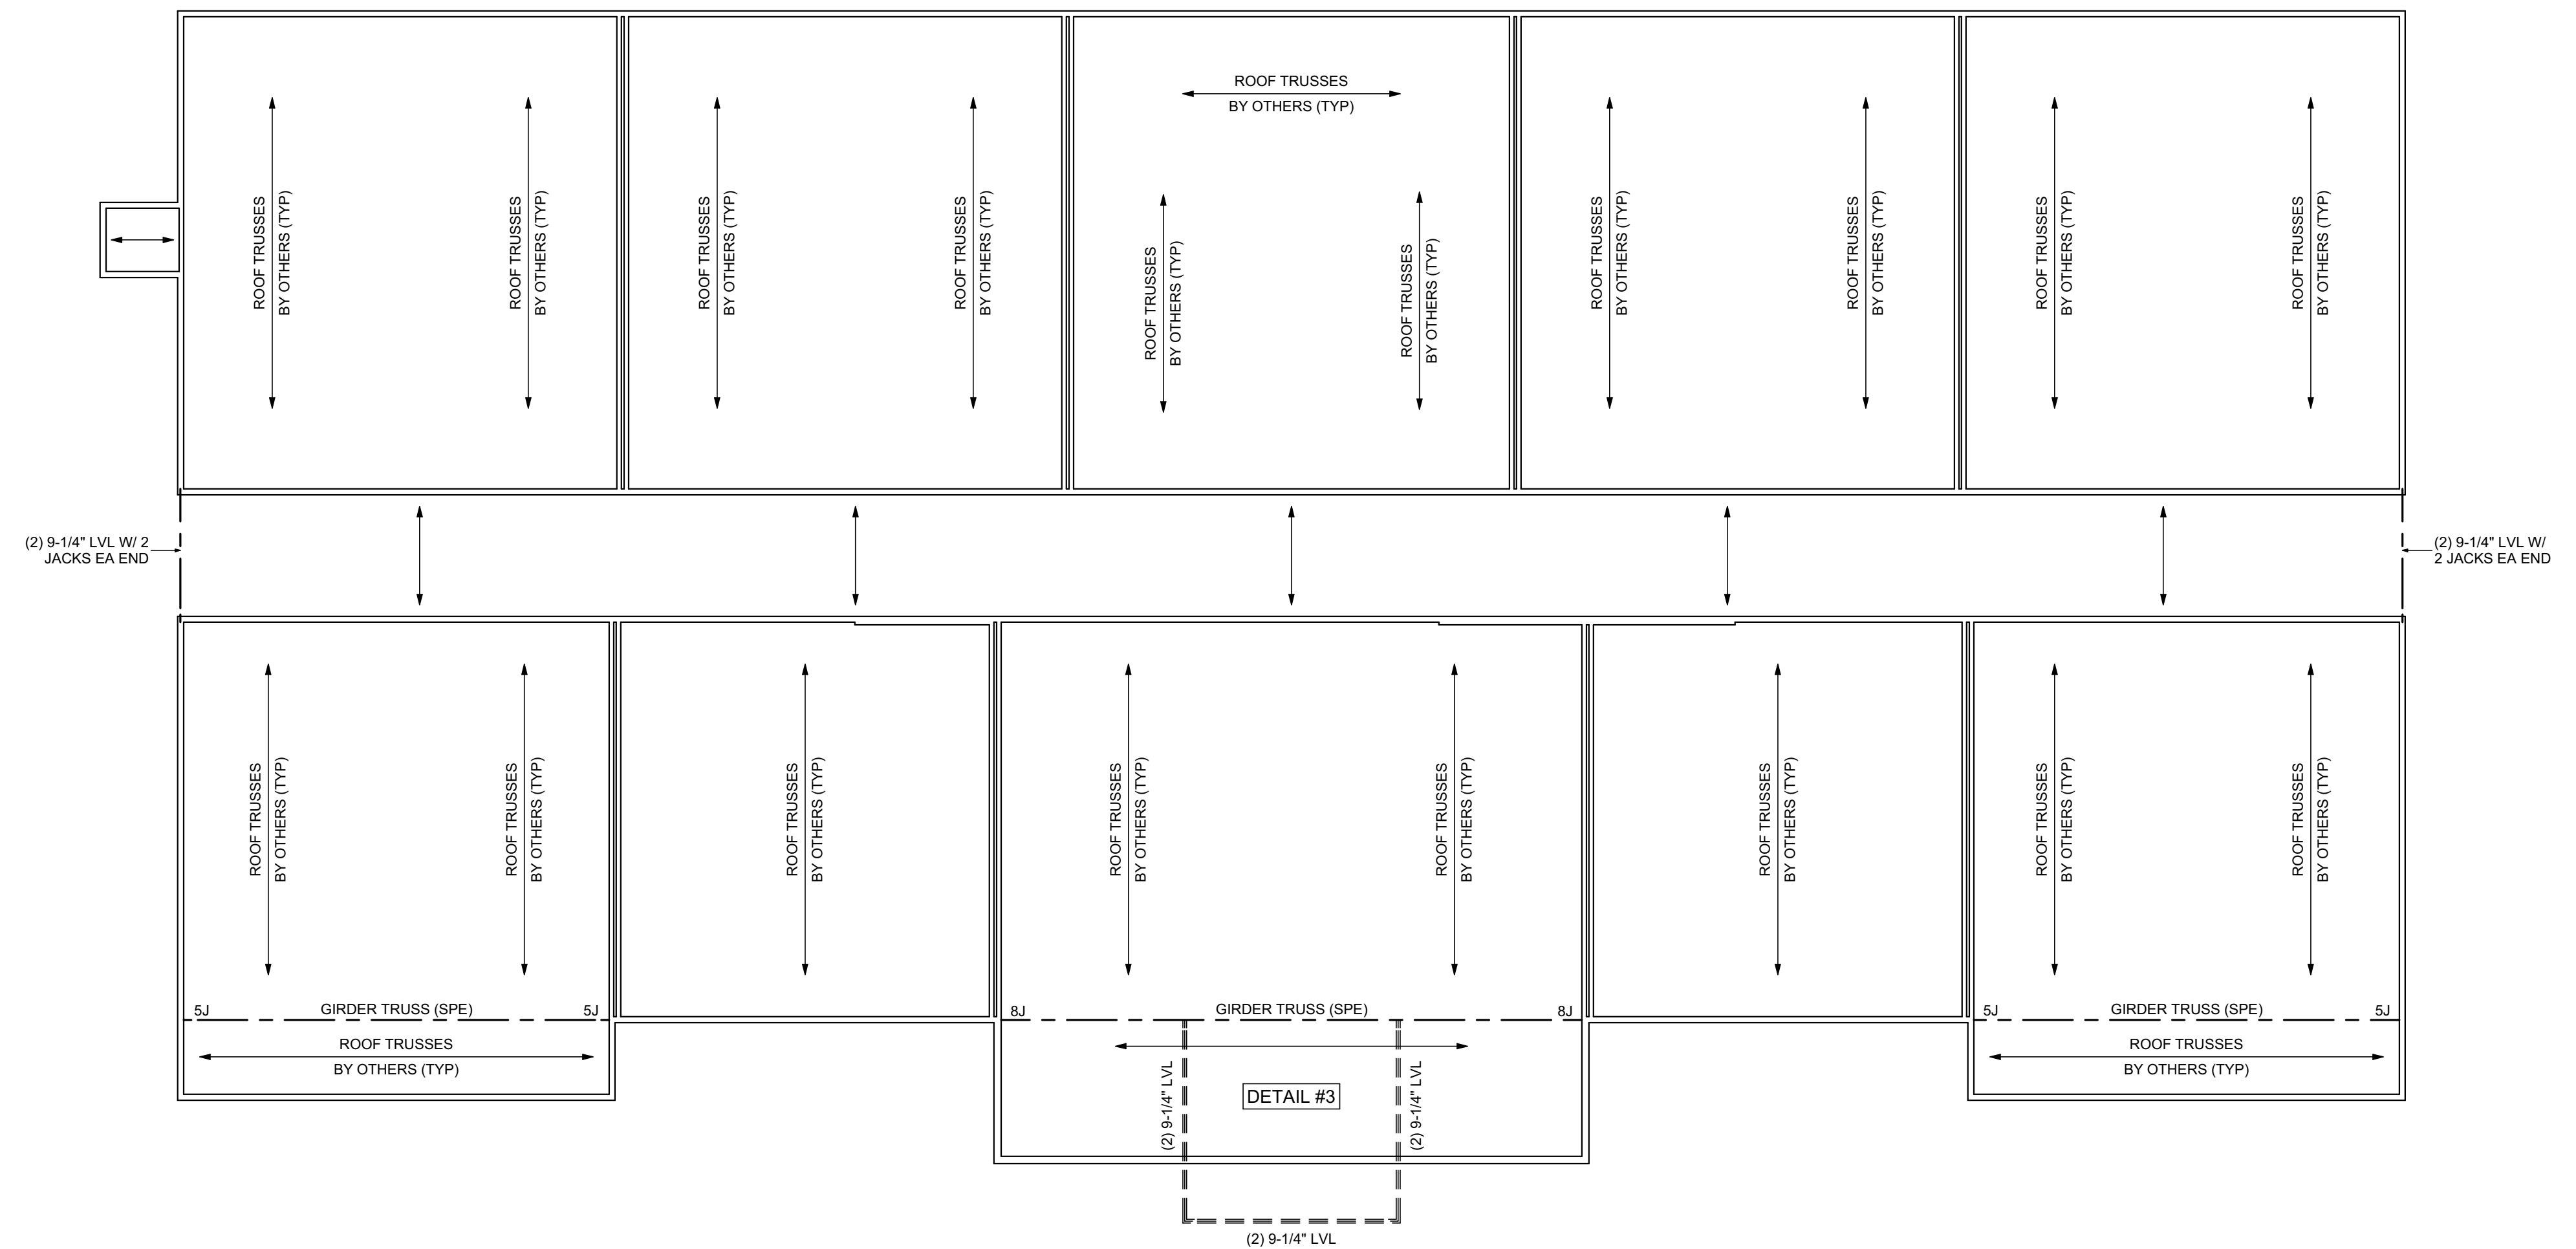 ROOF TRUSSES
BY OTHERS (TYP)
ROOF TRUSSES
BY OTHERS (TYP)
ROOF TRUSSES
BY OTHERS (TYP)
ROOF TRUSSES
BY OTHERS (TYP)
ROOF TRUSSES
BY OTHERS (TYP)
ROOF TRUSSES
BY OTHERS (TYP)
ROOF TRUSSES
BY OTHERS (TYP)
ROOF TRUSSES
BY OTHERS (TYP)
ROOF TRUSSES
BY OTHERS (TYP)
ROOF TRUSSES
BY OTHERS (TYP)
ROOF TRUSSES
BY OTHERS (TYP)
(2) 9-1/4" LVL W/ 2
JACKS EA END
(2) 9-1/4" LVL W/
2 JACKS EA END
ROOF TRUSSES
BY OTHERS (TYP)
ROOF TRUSSES
BY OTHERS (TYP)
ROOF TRUSSES
BY OTHERS (TYP)
ROOF TRUSSES
BY OTHERS (TYP)
ROOF TRUSSES
BY OTHERS (TYP)
ROOF TRUSSES
BY OTHERS (TYP)
ROOF TRUSSES
BY OTHERS (TYP)
ROOF TRUSSES
BY OTHERS (TYP)
5J
GIRDER TRUSS (SPE)
5J
8J
GIRDER TRUSS (SPE)
8J
5J
GIRDER TRUSS (SPE)
5J
ROOF TRUSSES
BY OTHERS (TYP)
(2) 9-1/4" LVL
DETAIL #3
(2) 9-1/4" LVL
ROOF TRUSSES
BY OTHERS (TYP)
(2) 9-1/4" LVL